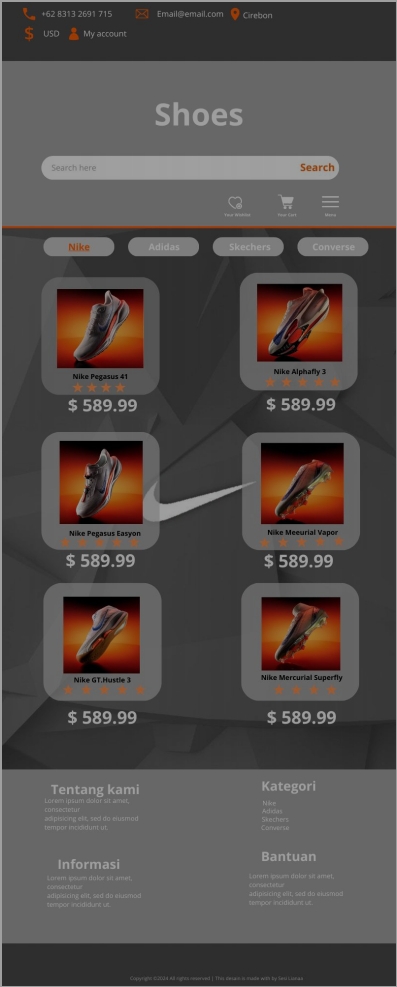 +62 8313 2691 715
Email@email.com
Cirebon
$ USD
My account
Shoes
Search here
Search
Your Wishlist
Your Cart
Menu
Nike
Adidas
Skechers
Converse
Nike Pegasus 41
$ 589.99
Nike Alphafly 3
$ 589.99
Nike Pegasus Easyon
$ 589.99
Nike Meeurial Vapor
$ 589.99
Nike GT.Hustle 3
$ 589.99
Nike Mercurial Superfly
$ 589.99
Tentang kami
Lorem ipsum dolor sit amet,
consectetur
adipisicing elit, sed do eiusmod
tempor incididunt ut.
Kategori
Nike
Adidas
Skechers
Converse
Informasi
Lorem ipsum dolor sit amet,
consectetur
adipisicing elit, sed do eiusmod
tempor incididunt ut.
Bantuan
Lorem ipsum dolor sit amet,
consectetur
adipisicing elit, sed do eiusmod
tempor incididunt ut.
Copyright ©2024 All rights reserved | This design is made with by